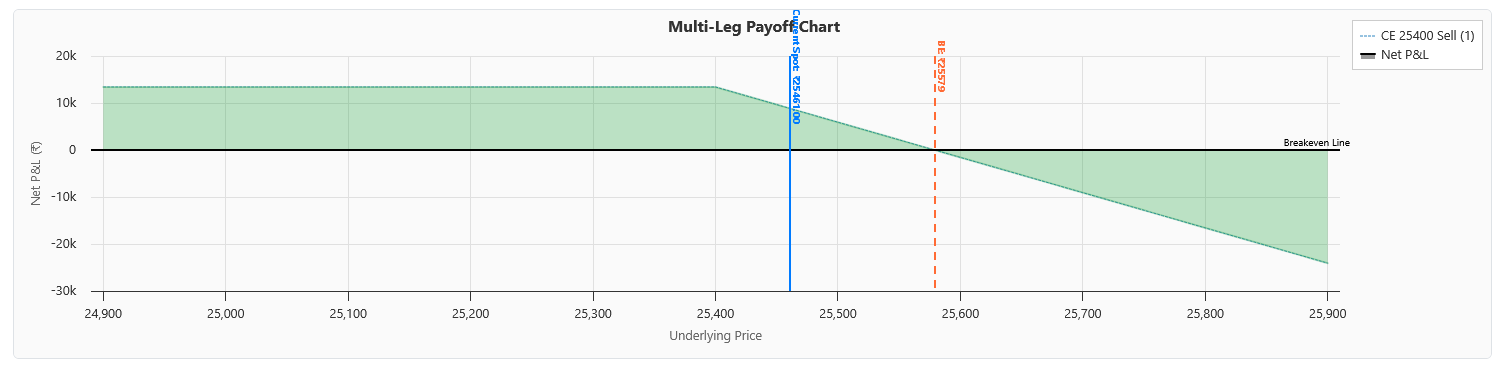 Multi-Leg Payoff Chart
CE 25400 Sell (1)
Net P&L
Current Spot: ₹25461.00
BE: ₹25579
20k
10k
0
-10k
-20k
-30k
Net P&L (₹)
Breakeven Line
24,900
25,000
25,100
25,200
25,300
25,400
25,500
25,600
25,700
25,800
25,900
Underlying Price